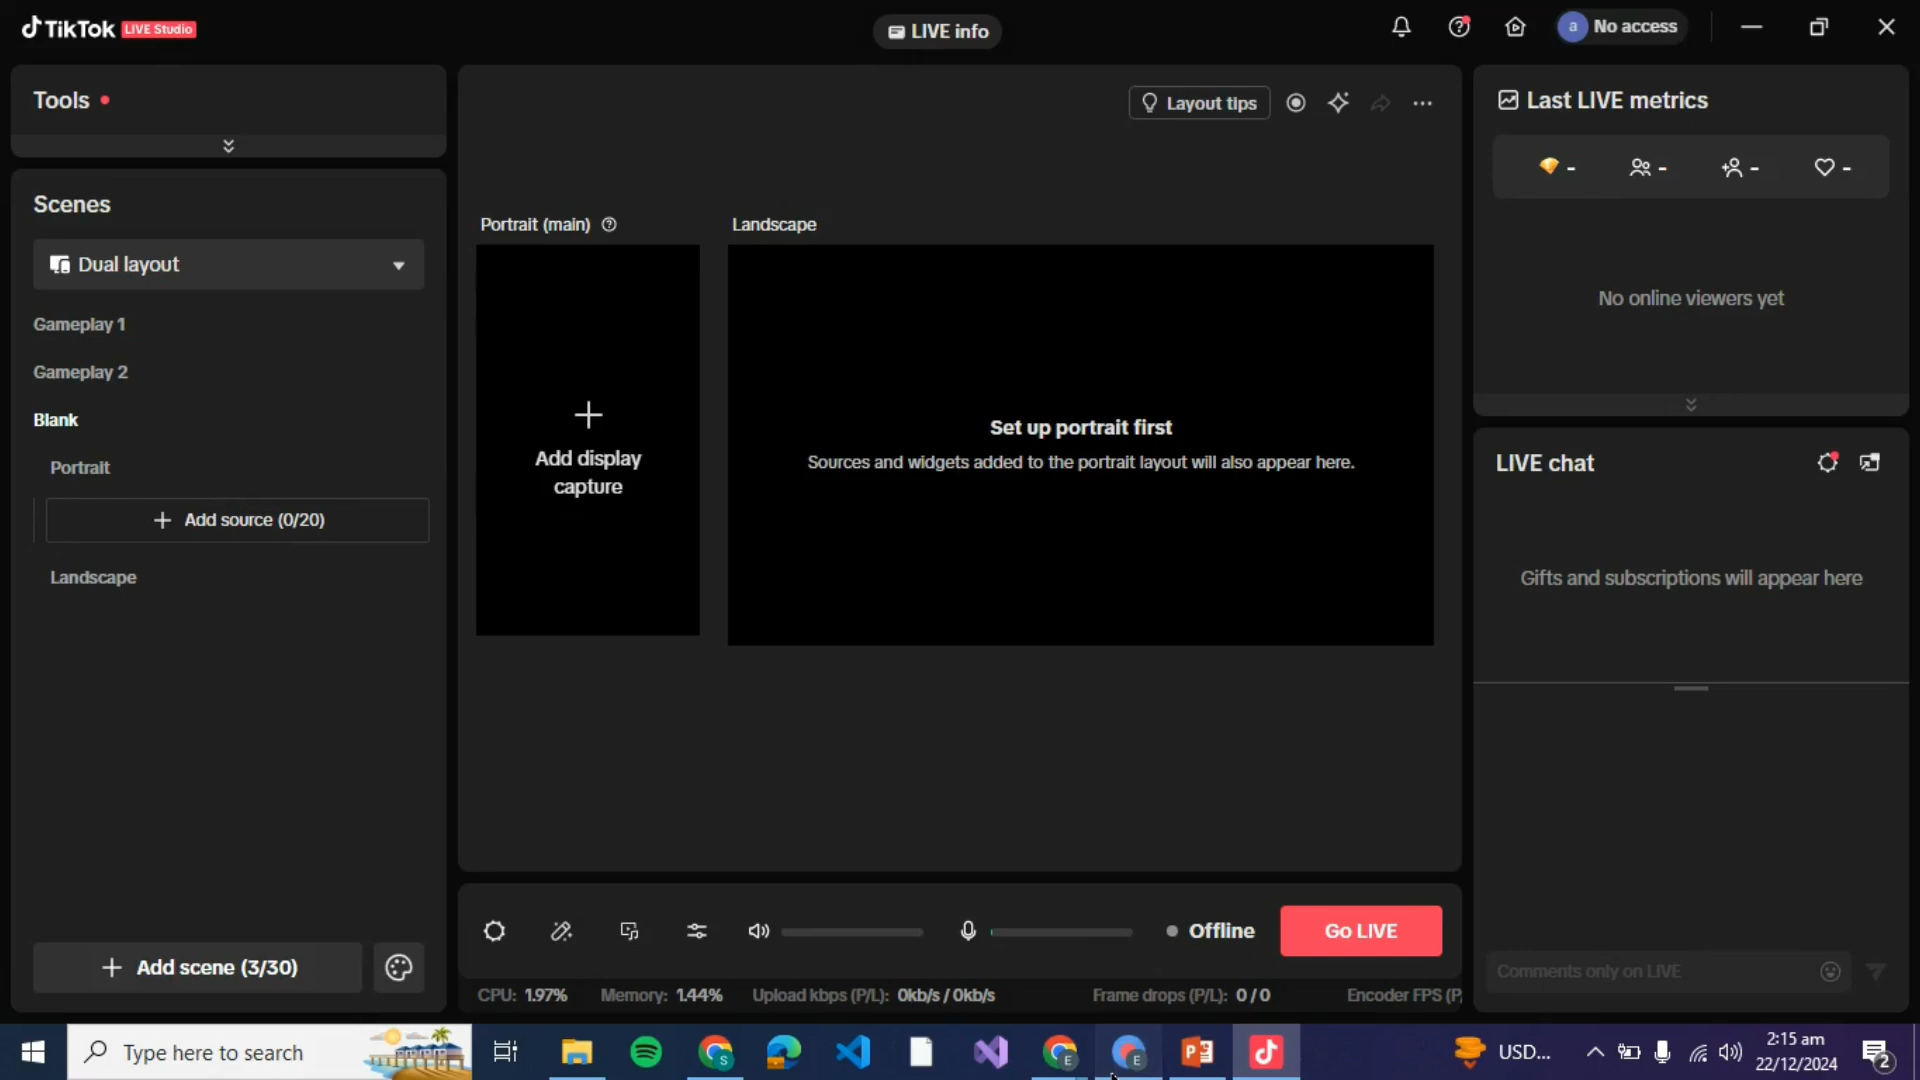 TikTok LIVE Studio
LIVE info
a No access
Tools
Scenes
Dual layout
Gameplay 1
Gameplay 2
Blank
Portrait
Add source (0/20)
Landscape
Add scene (3/30)
Layout tips
Portrait (main)
Landscape
Add display
capture
Set up portrait first
Sources and widgets added to the portrait layout will also appear here.
Offline
Go LIVE
CPU: 1.97% Memory: 1.44% Upload kbps (P/L): 0kb/s / 0kb/s Frame drops (P/L): 0 / 0 Encoder FPS (P/
Last LIVE metrics
- - - -
No online viewers yet
LIVE chat
Gifts and subscriptions will appear here
Comments only on LIVE
Type here to search
S
E
E
USD...
2:15 am
22/12/2024
2